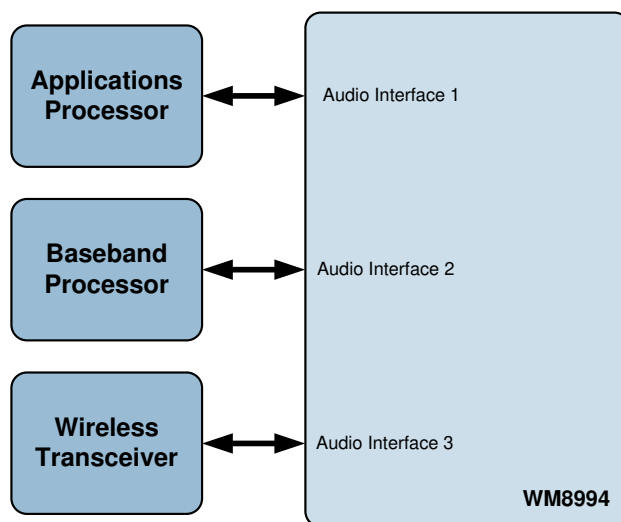 Applications
Processor
Audio Interface 1
Baseband
Processor
Audio Interface 2
Wireless
Transceiver
Audio Interface 3
WM8994